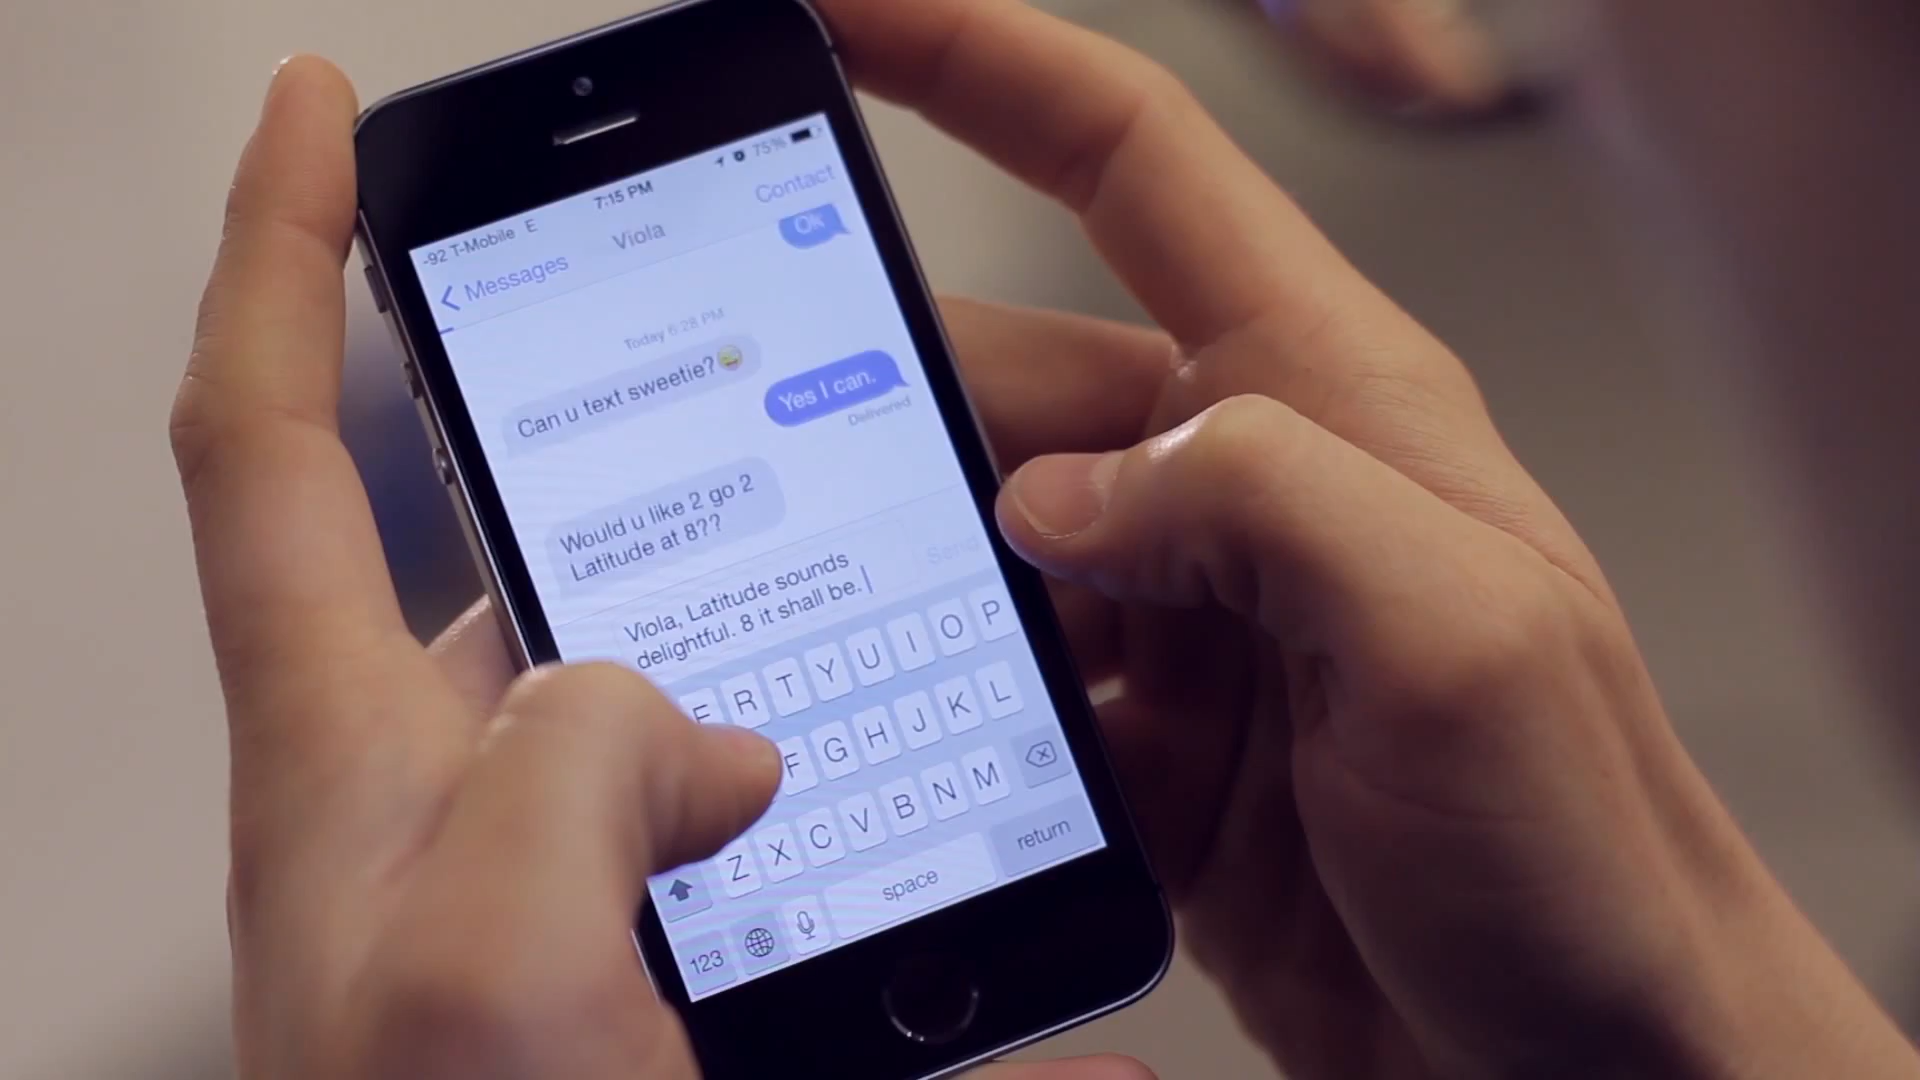 -92 T-Mobile E 7:15 PM 75%
Messages Viola Contact
Ok
Today 6:28 PM
Can u text sweetie?😜
Yes I can.
Delivered
Would u like 2 go 2
Latitude at 8??
Viola, Latitude sounds
delightful. 8 it shall be.
Send
E R T Y U I O P
F G H J K L
Z X C V B N M
123 space return